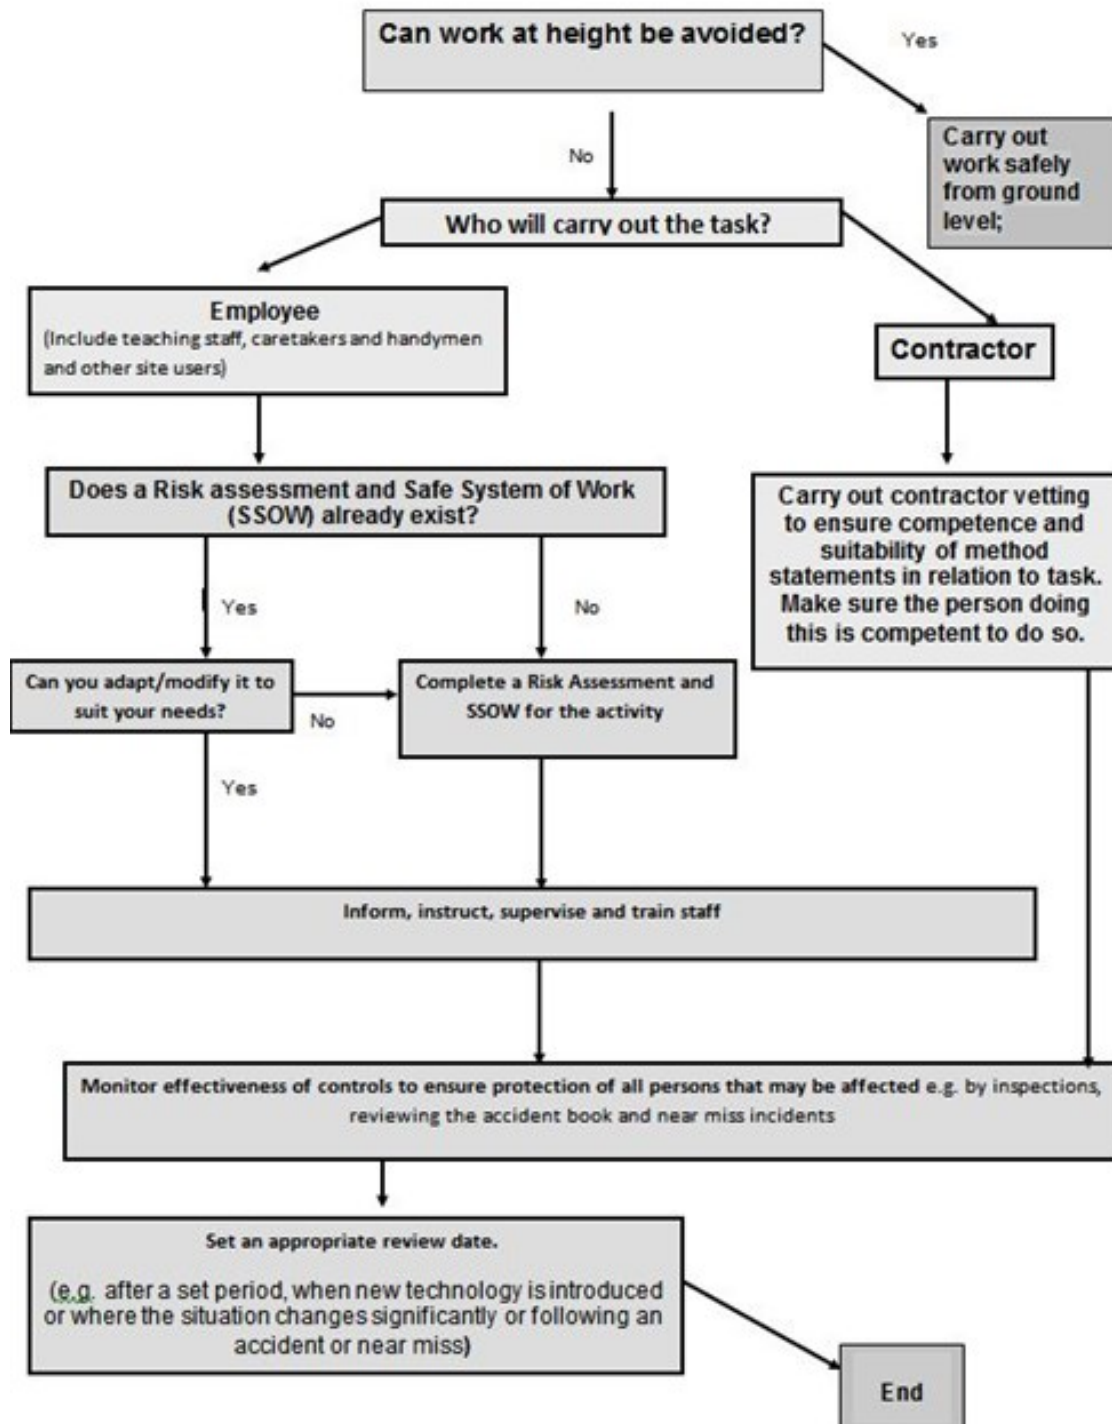 Can work at height be avoided?
Yes
Carry out
work safely
from ground
level;
No
Who will carry out the task?
Employee
(Include teaching staff, caretakers and handymen
and other site users)
Contractor
Does a Risk assessment and Safe System of Work
(SSOW) already exist?
Carry out contractor vetting
to ensure competence and
suitability of method
statements in relation to task.
Make sure the person doing
this is competent to do so.
Yes
No
Can you adapt/modify it to
suit your needs?
No
Complete a Risk Assessment and
SSOW for the activity
Yes
Inform, instruct, supervise and train staff
Monitor effectiveness of controls to ensure protection of all persons that may be affected e.g. by inspections,
reviewing the accident book and near miss incidents
Set an appropriate review date.
(e.g. after a set period, when new technology is introduced
or where the situation changes significantly or following an
accident or near miss)
End